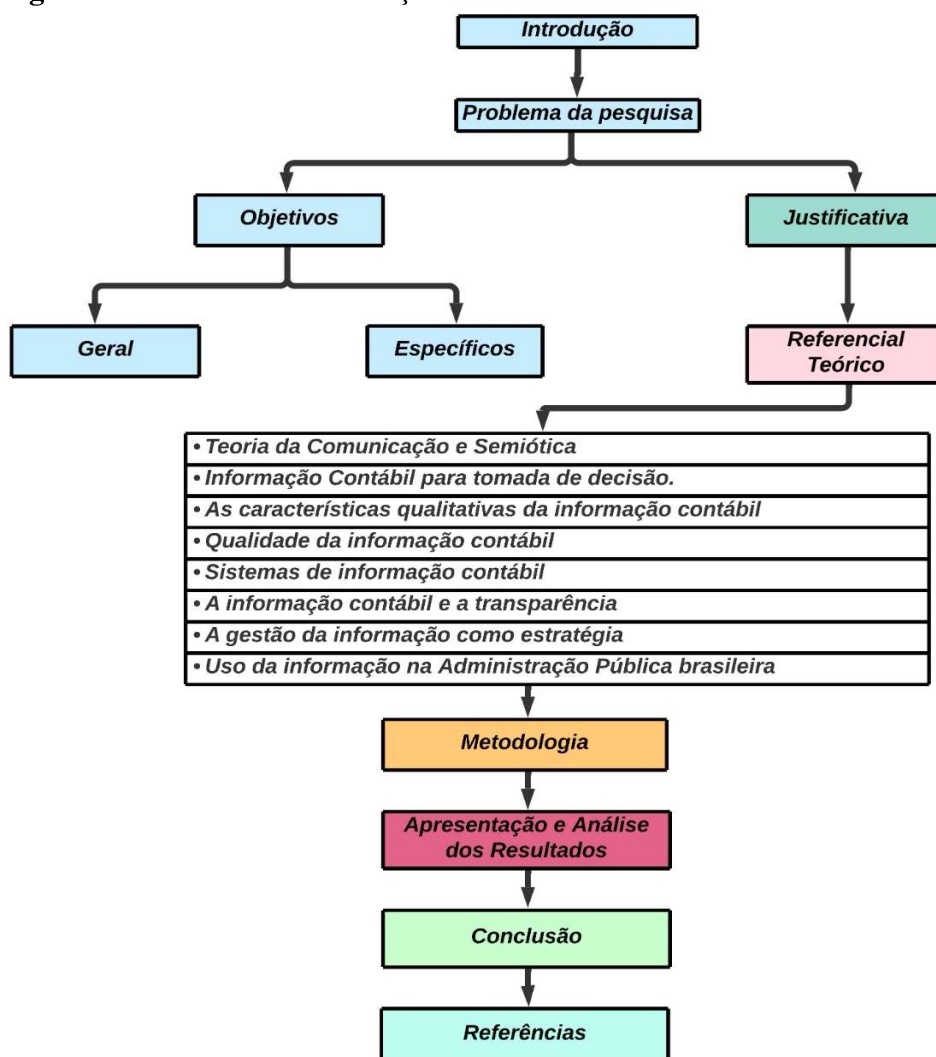 Introdução
Problema da pesquisa
Objetivos
Justificativa
Geral
Específicos
Referencial
Teórico
• Teoria da Comunicação e Semiótica
• Informação Contábil para tomada de decisão.
• As características qualitativas da informação contábil
• Qualidade da informação contábil
• Sistemas de informação contábil
• A informação contábil e a transparência
• A gestão da informação como estratégia
• Uso da informação na Administração Pública brasileira
Metodologia
Apresentação e Análise
dos Resultados
Conclusão
Referências